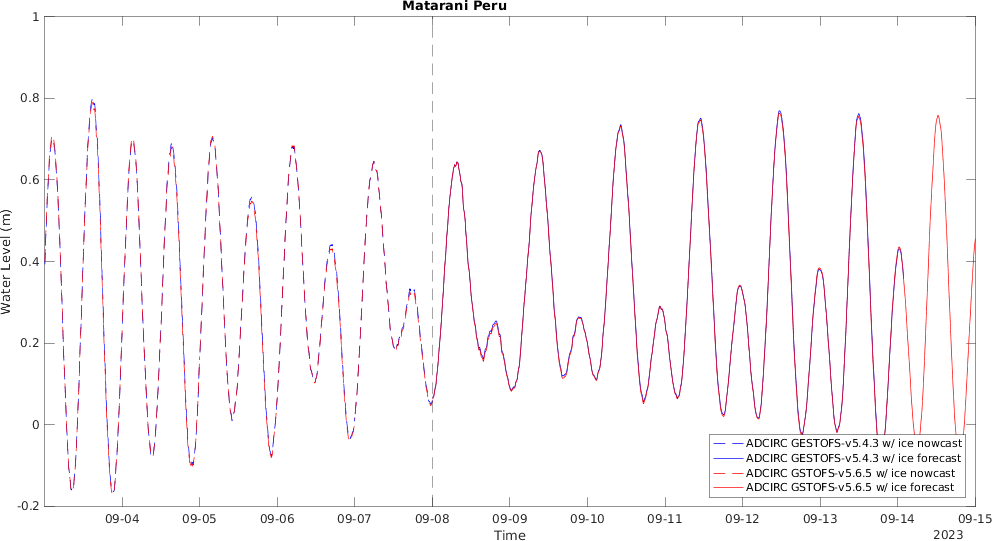 Matarani Peru
1
0.8
0.6
0.4
0.2
0
-0.2
Water Level (m)
ADCIRC GESTOFS-v5.4.3 w/ ice nowcast
ADCIRC GESTOFS-v5.4.3 w/ ice forecast
ADCIRC GSTOFS-v5.6.5 w/ ice nowcast
ADCIRC GSTOFS-v5.6.5 w/ ice forecast
09-04 09-05 09-06 09-07 09-08 09-09 09-10 09-11 09-12 09-13 09-14 09-15
Time
2023